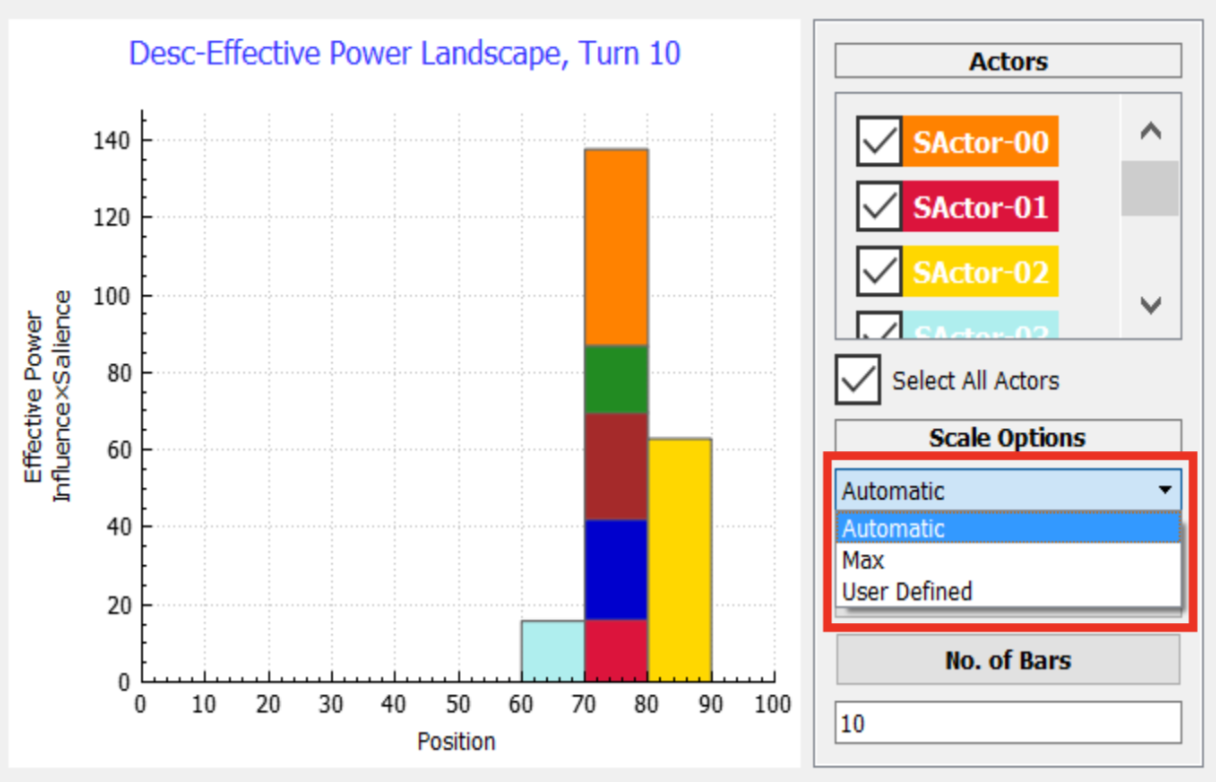 Desc-Effective Power Landscape, Turn 10
140
120
100
80
60
40
20
0
Effective Power
Influence×Salience
0 10 20 30 40 50 60 70 80 90 100
Position
Actors
SActor-00
SActor-01
SActor-02
SActor-03
Select All Actors
Scale Options
Automatic
Automatic
Max
User Defined
No. of Bars
10